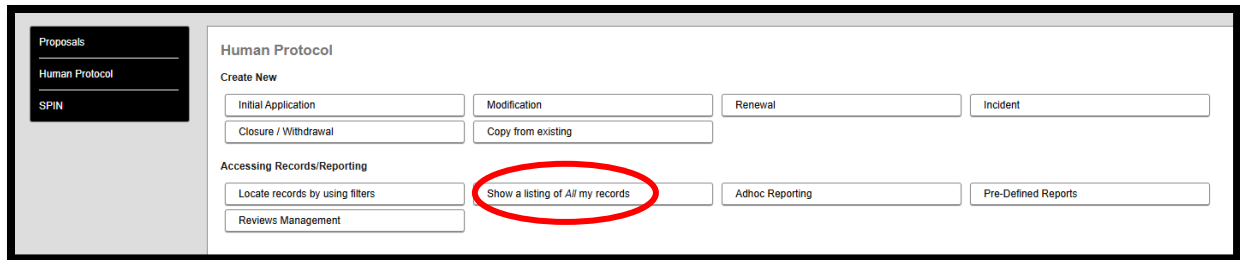 Proposals
Human Protocol
SPIN
Human Protocol
Create New
Initial Application
Modification
Renewal
Incident
Closure / Withdrawal
Copy from existing
Accessing Records/Reporting
Locate records by using filters
Show a listing of All my records
Adhoc Reporting
Pre-Defined Reports
Reviews Management